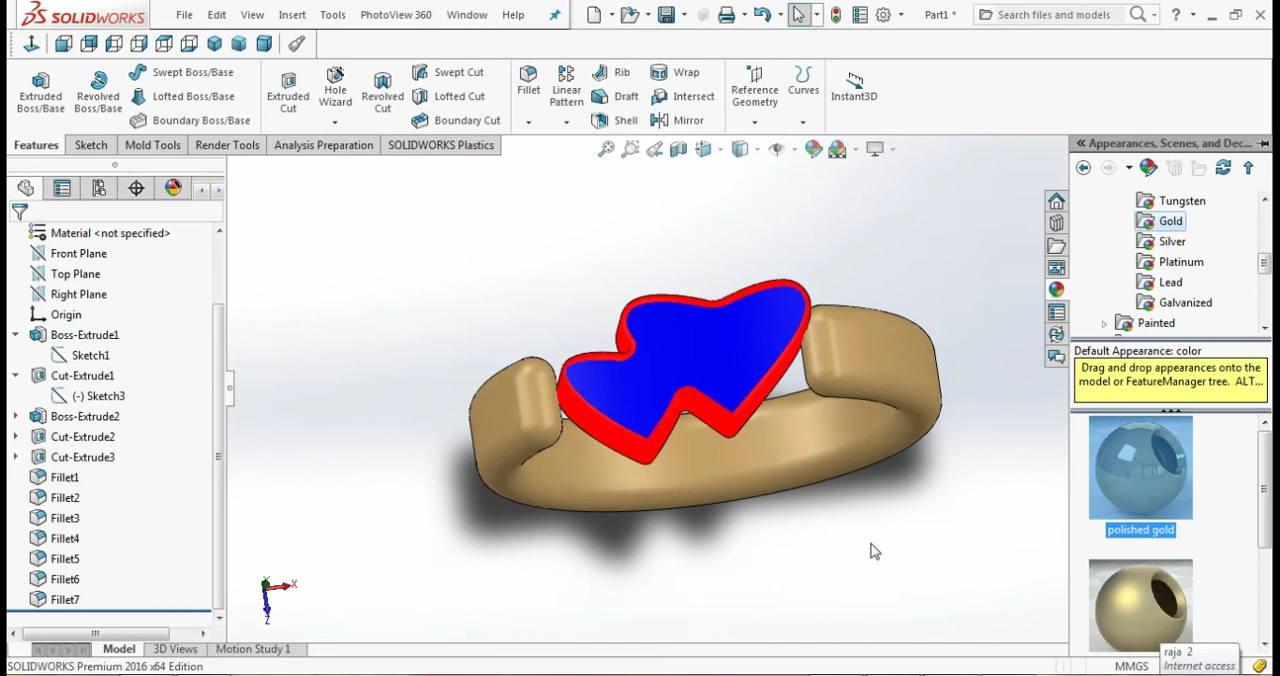 SOLIDWORKS File Edit View Insert Tools PhotoView 360 Window Help Part1 * Search files and models ?
Extruded Boss/Base
Revolved Boss/Base
Swept Boss/Base
Lofted Boss/Base
Boundary Boss/Base
Extruded Cut
Hole Wizard
Revolved Cut
Swept Cut
Lofted Cut
Boundary Cut
Fillet
Linear Pattern
Rib
Draft
Shell
Wrap
Intersect
Mirror
Reference Geometry
Curves
Instant3D
Features Sketch Mold Tools Render Tools Analysis Preparation SOLIDWORKS Plastics
Material <not specified>
Front Plane
Top Plane
Right Plane
Origin
Boss-Extrude1
Sketch1
Cut-Extrude1
(-) Sketch3
Boss-Extrude2
Cut-Extrude2
Cut-Extrude3
Fillet1
Fillet2
Fillet3
Fillet4
Fillet5
Fillet6
Fillet7
X
Y
Z
Appearances, Scenes, and Dec...
Tungsten
Gold
Silver
Platinum
Lead
Galvanized
Painted
Default Appearance: color
Drag and drop appearances onto the
model or FeatureManager tree. ALT...
polished gold
raja 2
Internet access
Model 3D Views Motion Study 1
SOLIDWORKS Premium 2016 x64 Edition MMGS